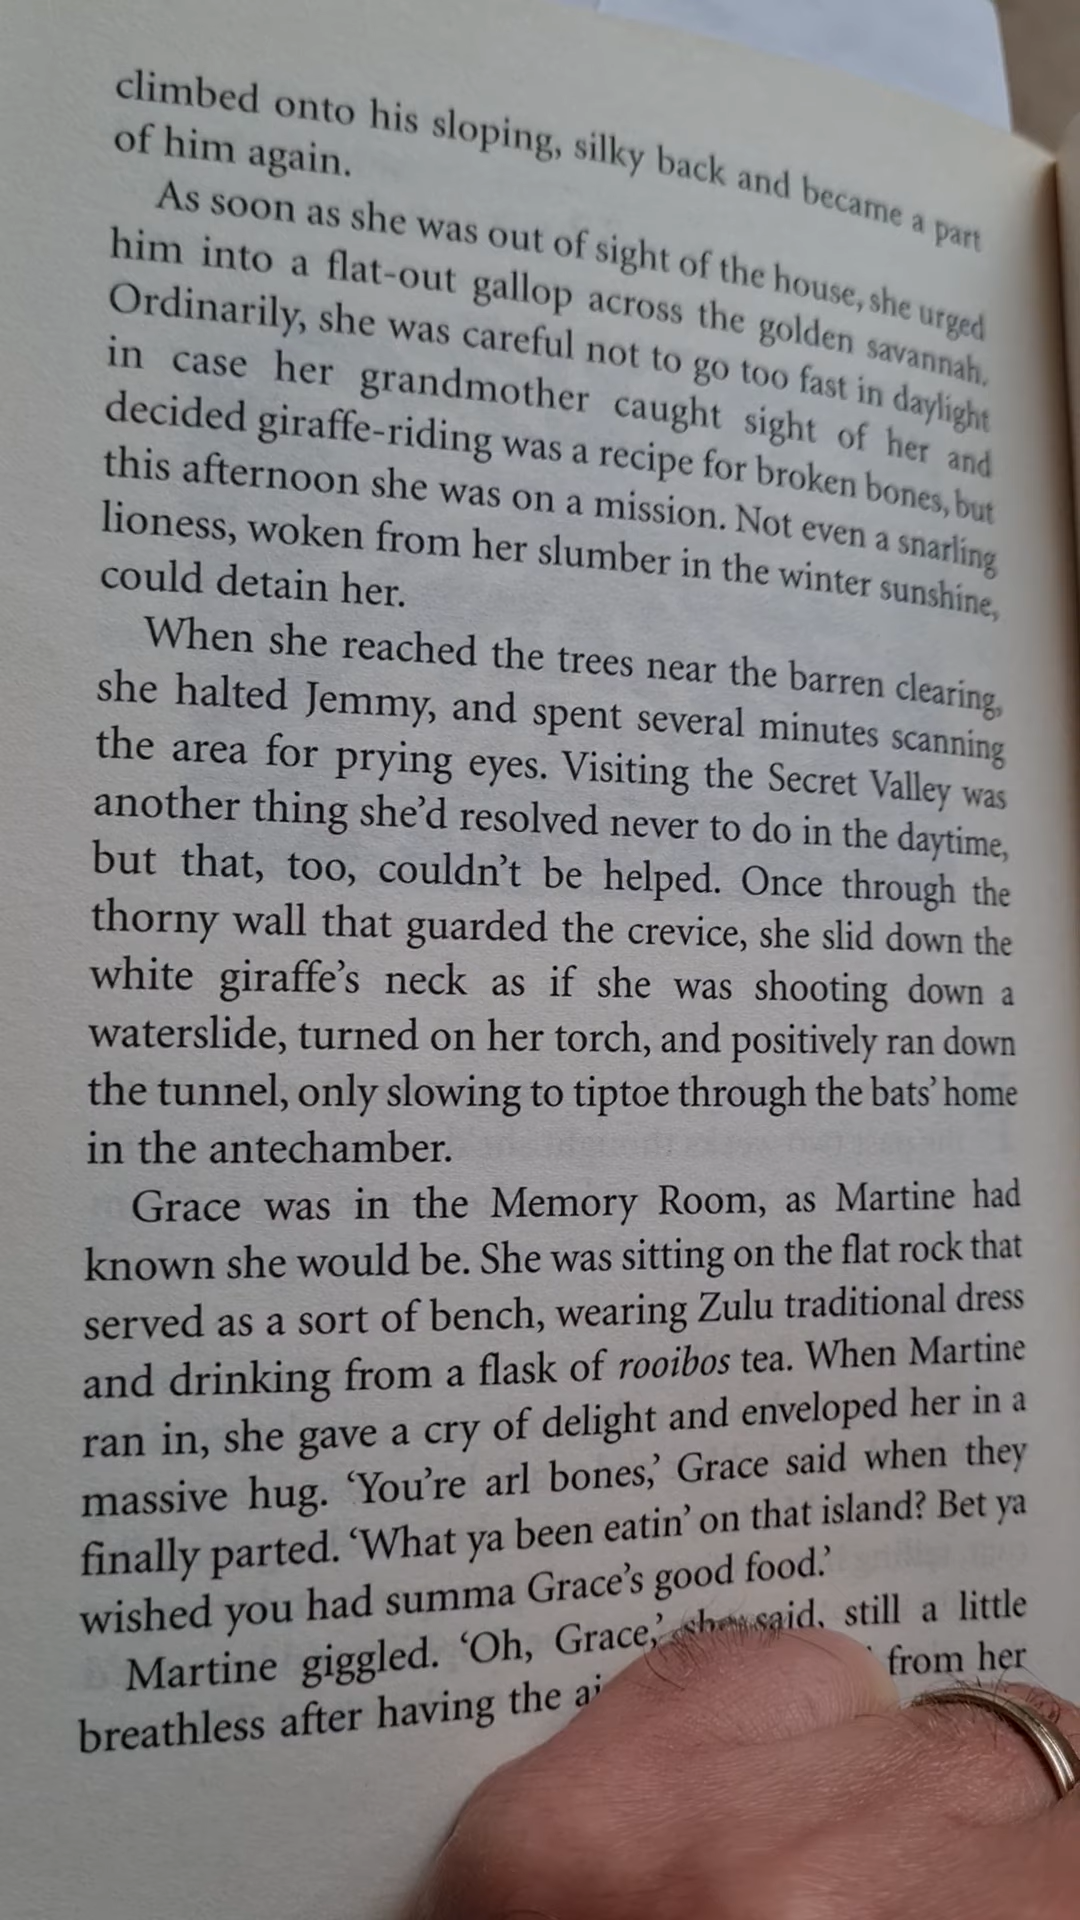 climbed onto his sloping, silky back and became a part
of him again.
As soon as she was out of sight of the house, she urged
him into a flat-out gallop across the golden savannah.
Ordinarily, she was careful not to go too fast in daylight
in case her grandmother caught sight of her and
decided giraffe-riding was a recipe for broken bones, but
this afternoon she was on a mission. Not even a snarling
lioness, woken from her slumber in the winter sunshine,
could detain her.
When she reached the trees near the barren clearing,
she halted Jemmy, and spent several minutes scanning
the area for prying eyes. Visiting the Secret Valley was
another thing she'd resolved never to do in the daytime,
but that, too, couldn't be helped. Once through the
thorny wall that guarded the crevice, she slid down the
white giraffe's neck as if she was shooting down a
waterslide, turned on her torch, and positively ran down
the tunnel, only slowing to tiptoe through the bats' home
in the antechamber.
Grace was in the Memory Room, as Martine had
known she would be. She was sitting on the flat rock that
served as a sort of bench, wearing Zulu traditional dress
and drinking from a flask of rooibos tea. When Martine
ran in, she gave a cry of delight and enveloped her in a
massive hug. 'You're arl bones,' Grace said when they
finally parted. 'What ya been eatin' on that island? Bet ya
wished you had summa Grace's good food.'
Martine giggled. 'Oh, Grace,' she said, still a little
breathless after having the from her